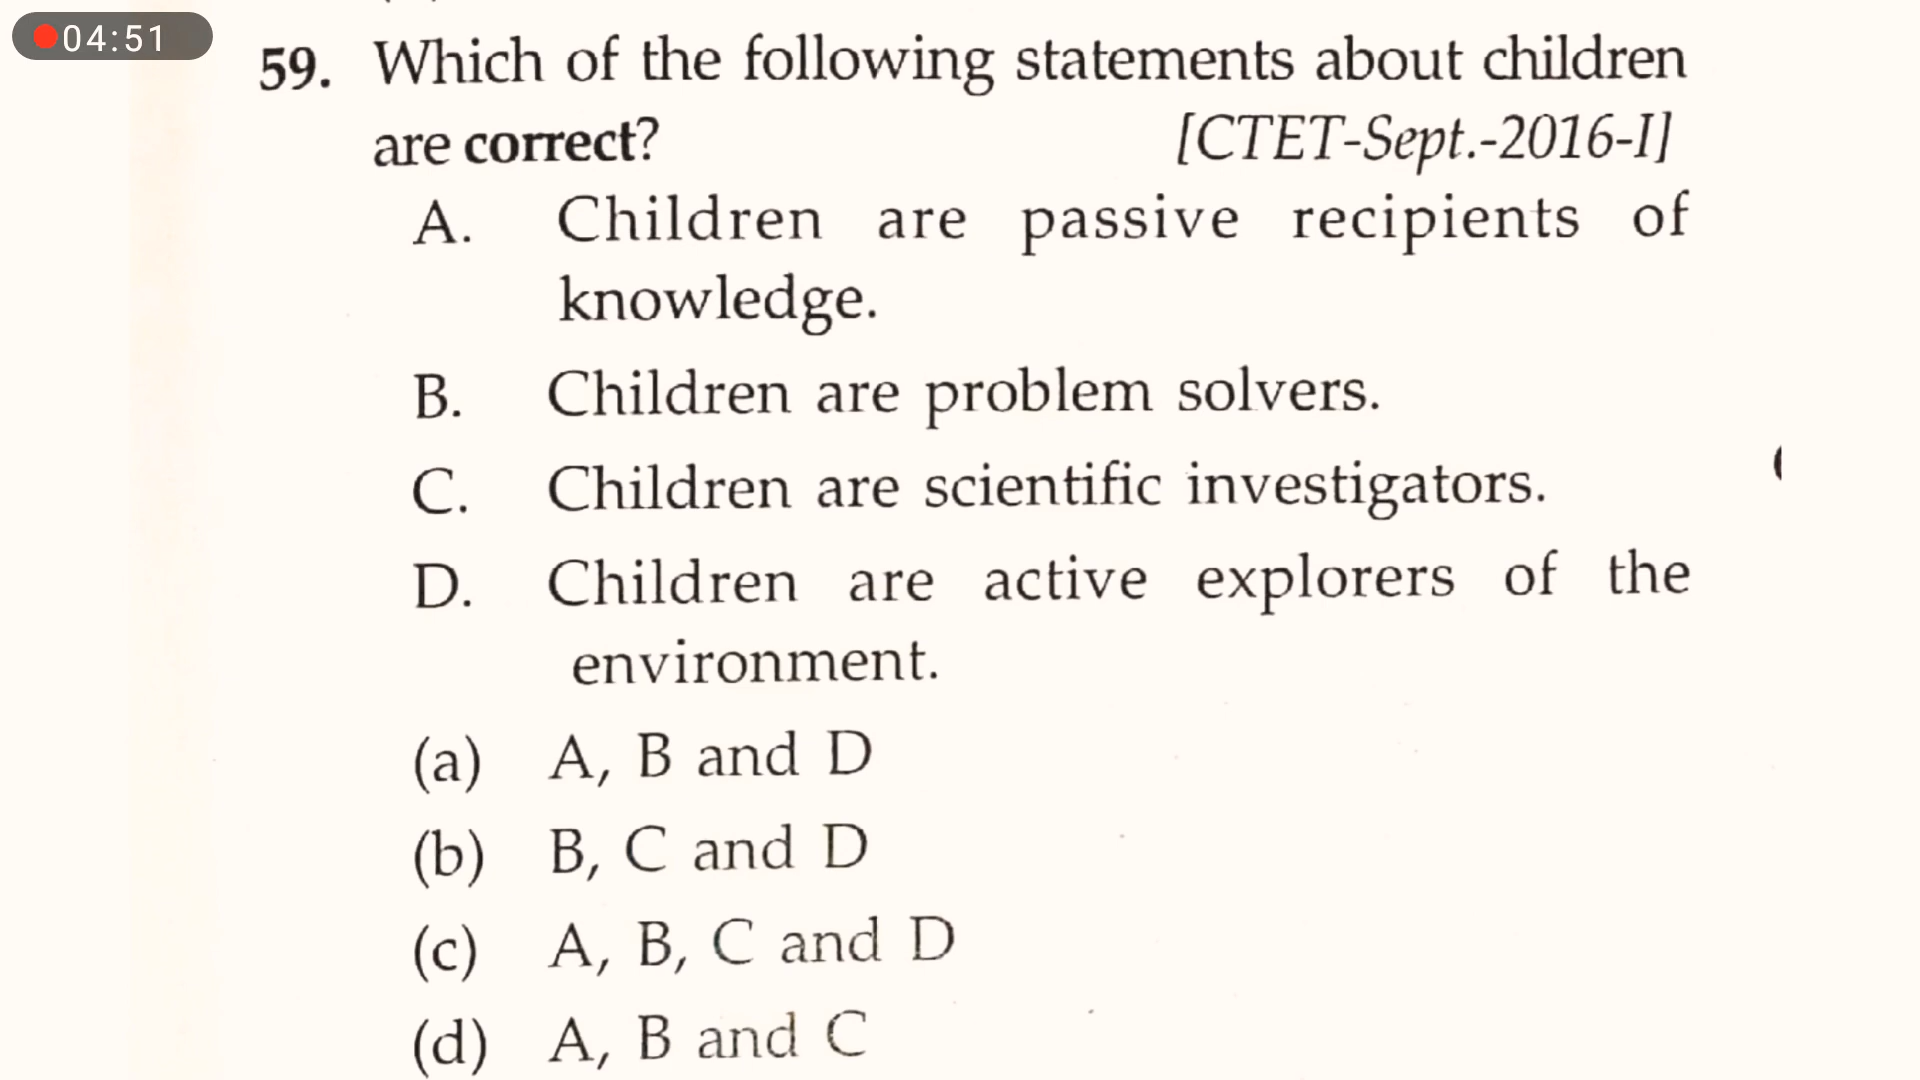 04:51
59. Which of the following statements about children
are correct? [CTET-Sept.-2016-I]
A. Children are passive recipients of
knowledge.
B. Children are problem solvers.
C. Children are scientific investigators.
D. Children are active explorers of the
environment.
(a) A, B and D
(b) B, C and D
(c) A, B, C and D
(d) A, B and C